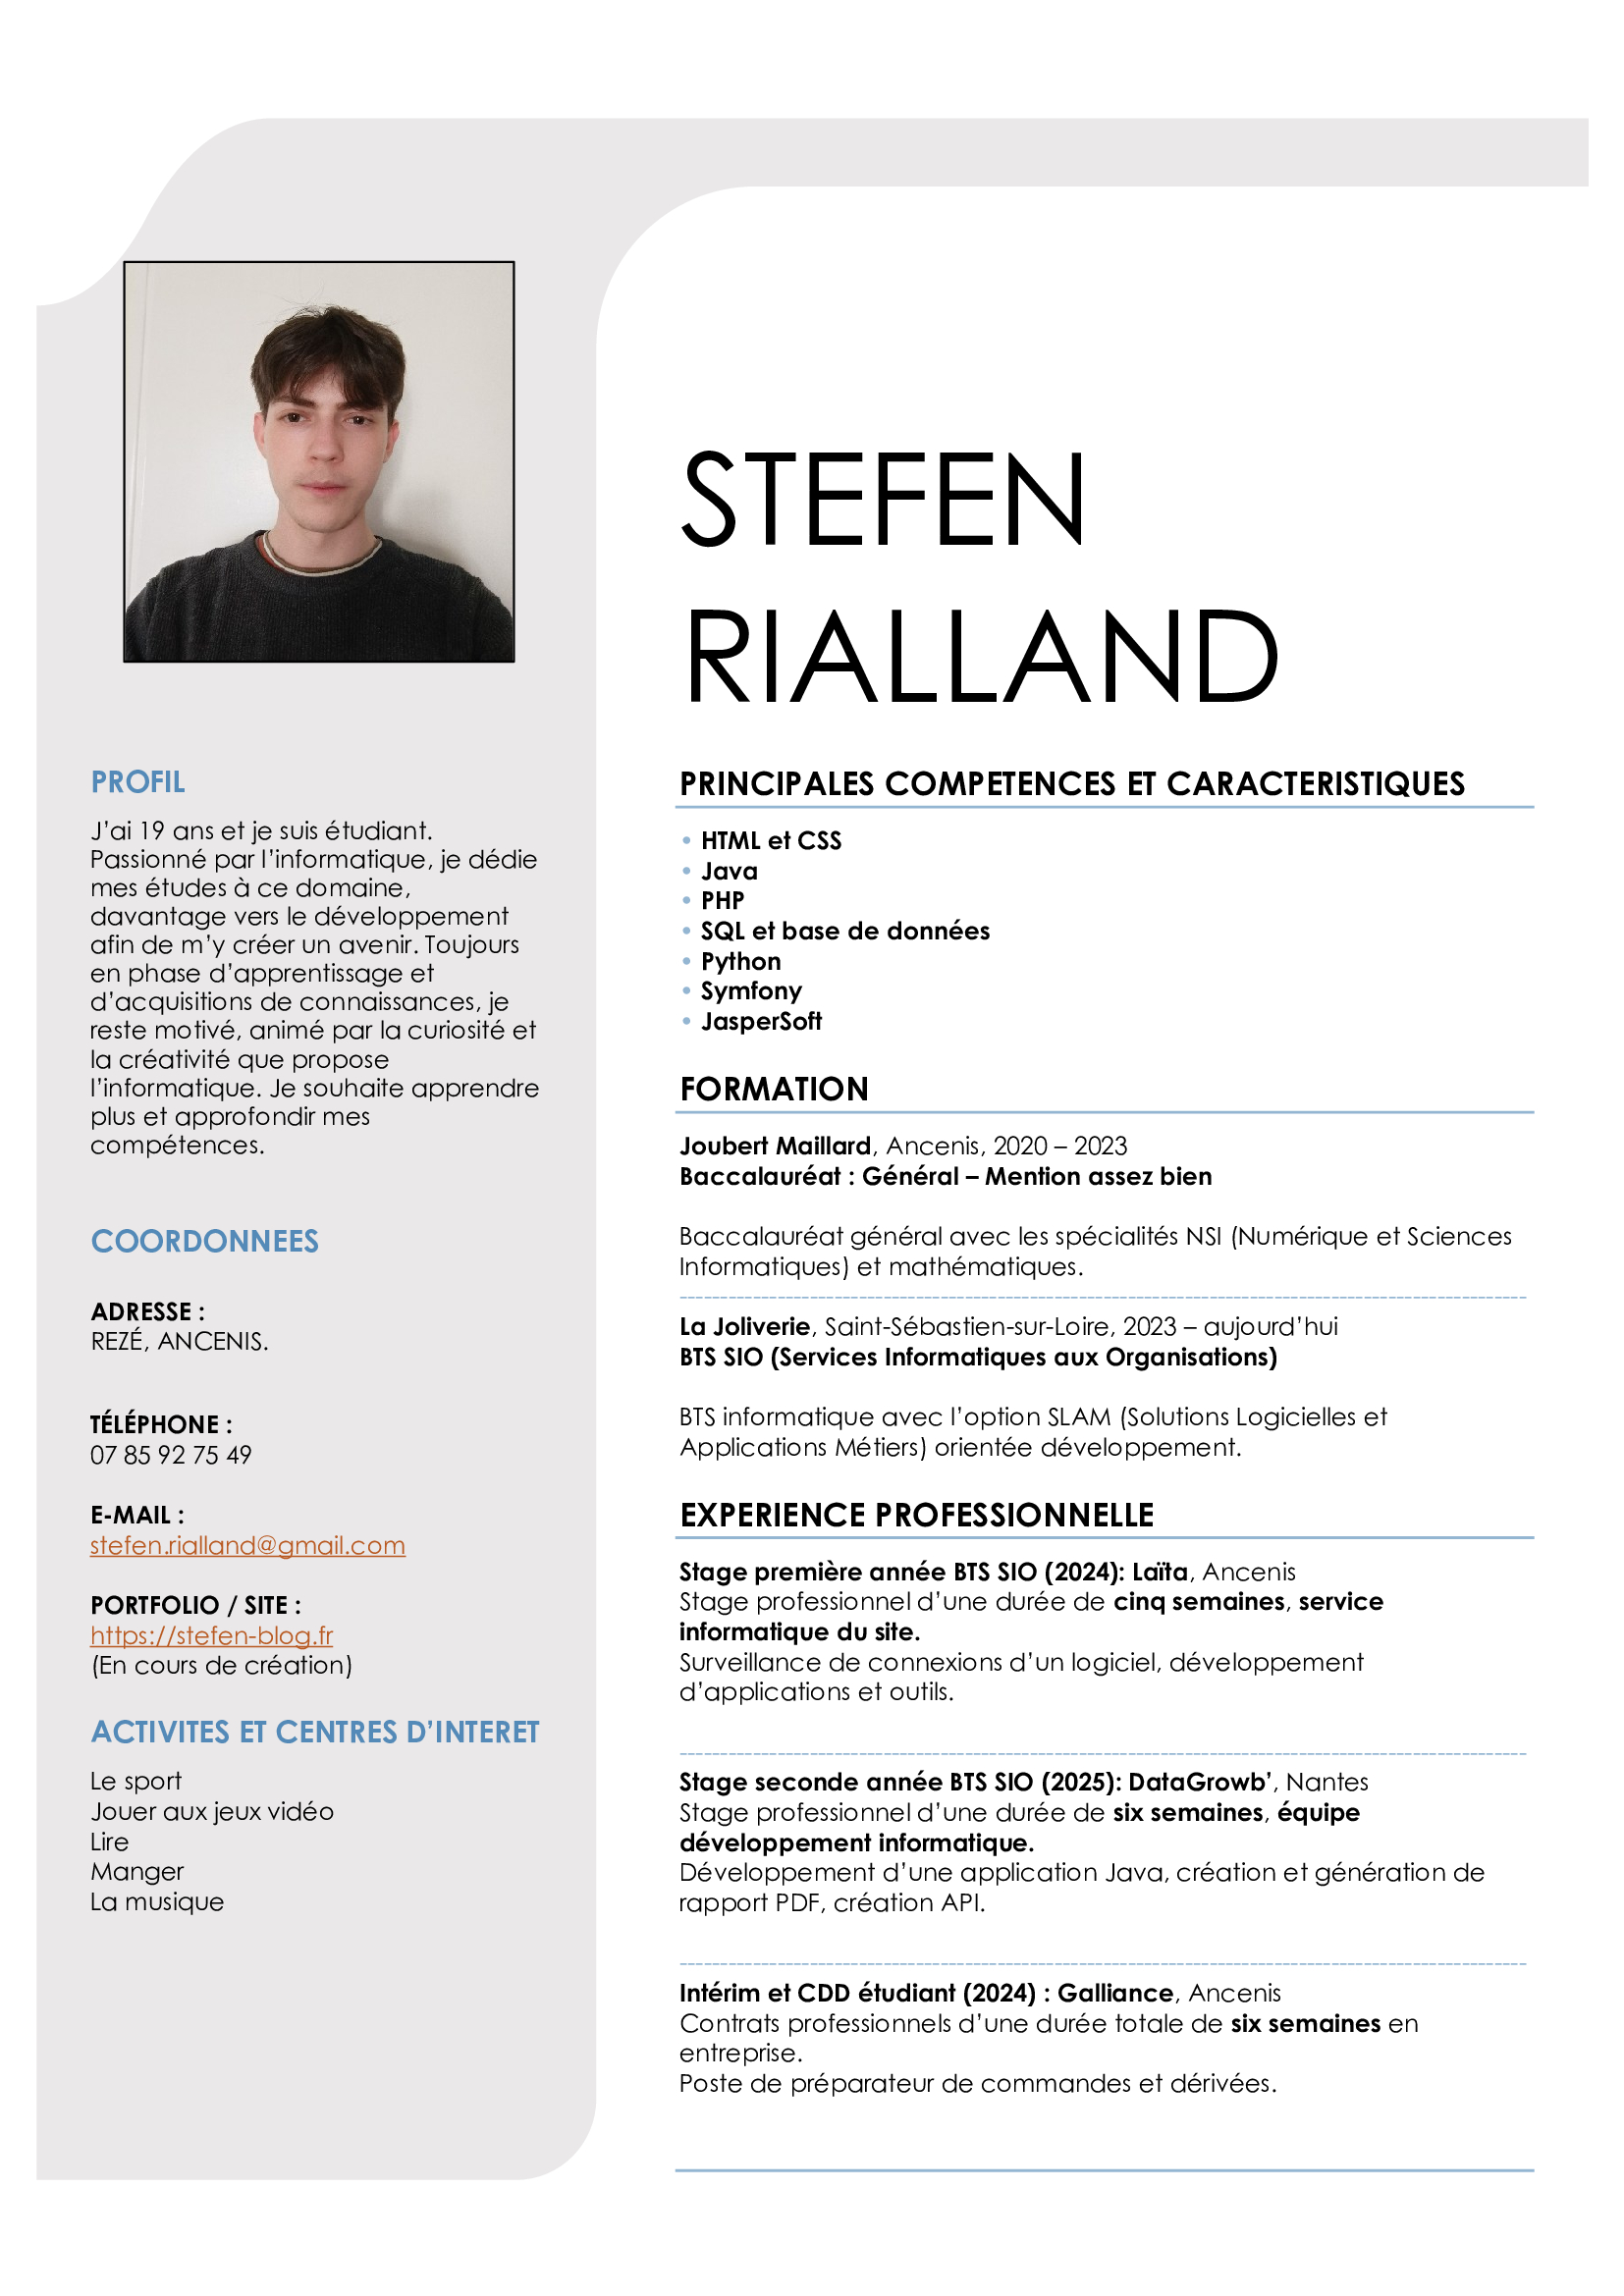 STEFEN
RIALLAND
PROFIL
J’ai 19 ans et je suis étudiant.
Passionné par l’informatique, je dédie
mes études à ce domaine,
davantage vers le développement
afin de m’y créer un avenir. Toujours
en phase d’apprentissage et
d’acquisitions de connaissances, je
reste motivé, animé par la curiosité et
la créativité que propose
l’informatique. Je souhaite apprendre
plus et approfondir mes
compétences.
COORDONNEES
ADRESSE :
REZÉ, ANCENIS.
TÉLÉPHONE :
07 85 92 75 49
E-MAIL :
stefen.rialland@gmail.com
PORTFOLIO / SITE :
https://stefen-blog.fr
(En cours de création)
ACTIVITES ET CENTRES D’INTERET
Le sport
Jouer aux jeux vidéo
Lire
Manger
La musique
PRINCIPALES COMPETENCES ET CARACTERISTIQUES
• HTML et CSS
• Java
• PHP
• SQL et base de données
• Python
• Symfony
• JasperSoft
FORMATION
Joubert Maillard, Ancenis, 2020 – 2023
Baccalauréat : Général – Mention assez bien
Baccalauréat général avec les spécialités NSI (Numérique et Sciences
Informatiques) et mathématiques.
La Joliverie, Saint-Sébastien-sur-Loire, 2023 – aujourd’hui
BTS SIO (Services Informatiques aux Organisations)
BTS informatique avec l’option SLAM (Solutions Logicielles et
Applications Métiers) orientée développement.
EXPERIENCE PROFESSIONNELLE
Stage première année BTS SIO (2024): Laïta, Ancenis
Stage professionnel d’une durée de cinq semaines, service
informatique du site.
Surveillance de connexions d’un logiciel, développement
d’applications et outils.
Stage seconde année BTS SIO (2025): DataGrowb’, Nantes
Stage professionnel d’une durée de six semaines, équipe
développement informatique.
Développement d’une application Java, création et génération de
rapport PDF, création API.
Intérim et CDD étudiant (2024) : Galliance, Ancenis
Contrats professionnels d’une durée totale de six semaines en
entreprise.
Poste de préparateur de commandes et dérivées.